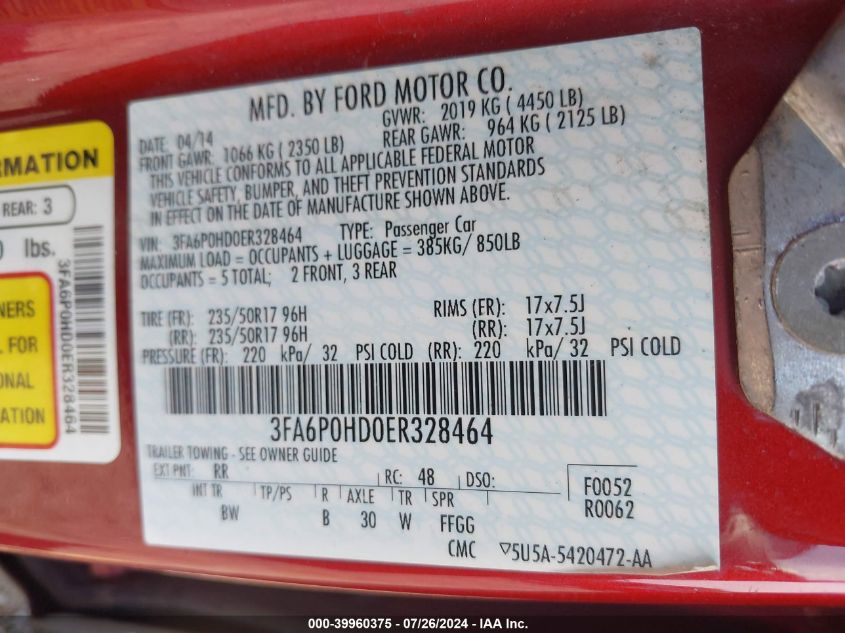 MFD. BY FORD MOTOR CO.
DATE 04/14
GVWR: 2019 KG ( 4450 LB)
FRONT GAWR: 1066 KG ( 2350 LB)
REAR GAWR: 964 KG ( 2125 LB)
THIS VEHICLE CONFORMS TO ALL APPLICABLE FEDERAL MOTOR
VEHICLE SAFETY, BUMPER, AND THEFT PREVENTION STANDARDS
IN EFFECT ON THE DATE OF MANUFACTURE SHOWN ABOVE.
VIN: 3FA6P0HD0ER328464 TYPE: Passenger Car
MAXIMUM LOAD = OCCUPANTS + LUGGAGE = 385KG/ 850LB
OCCUPANTS = 5 TOTAL; 2 FRONT, 3 REAR
TIRE (FR): 235/50R17 96H RIMS (FR): 17x7.5J
(RR): 235/50R17 96H (RR): 17x7.5J
PRESSURE (FR): 220 kPa/ 32 PSI COLD (RR): 220 kPa/ 32 PSI COLD
3FA6P0HD0ER328464
TRAILER TOWING - SEE OWNER GUIDE
EXT PNT: RR RC: 48 DSO:
INT TR TP/PS R AXLE TR SPR
BW B 30 W FFGG
F0052
R0062
CMC ▽5U5A-5420472-AA
RMATION
REAR: 3
0 lbs.
3FA6P0HD0ER328464
NERS
L FOR
ONAL
ATION
000-39960375 - 07/26/2024 - IAA Inc.